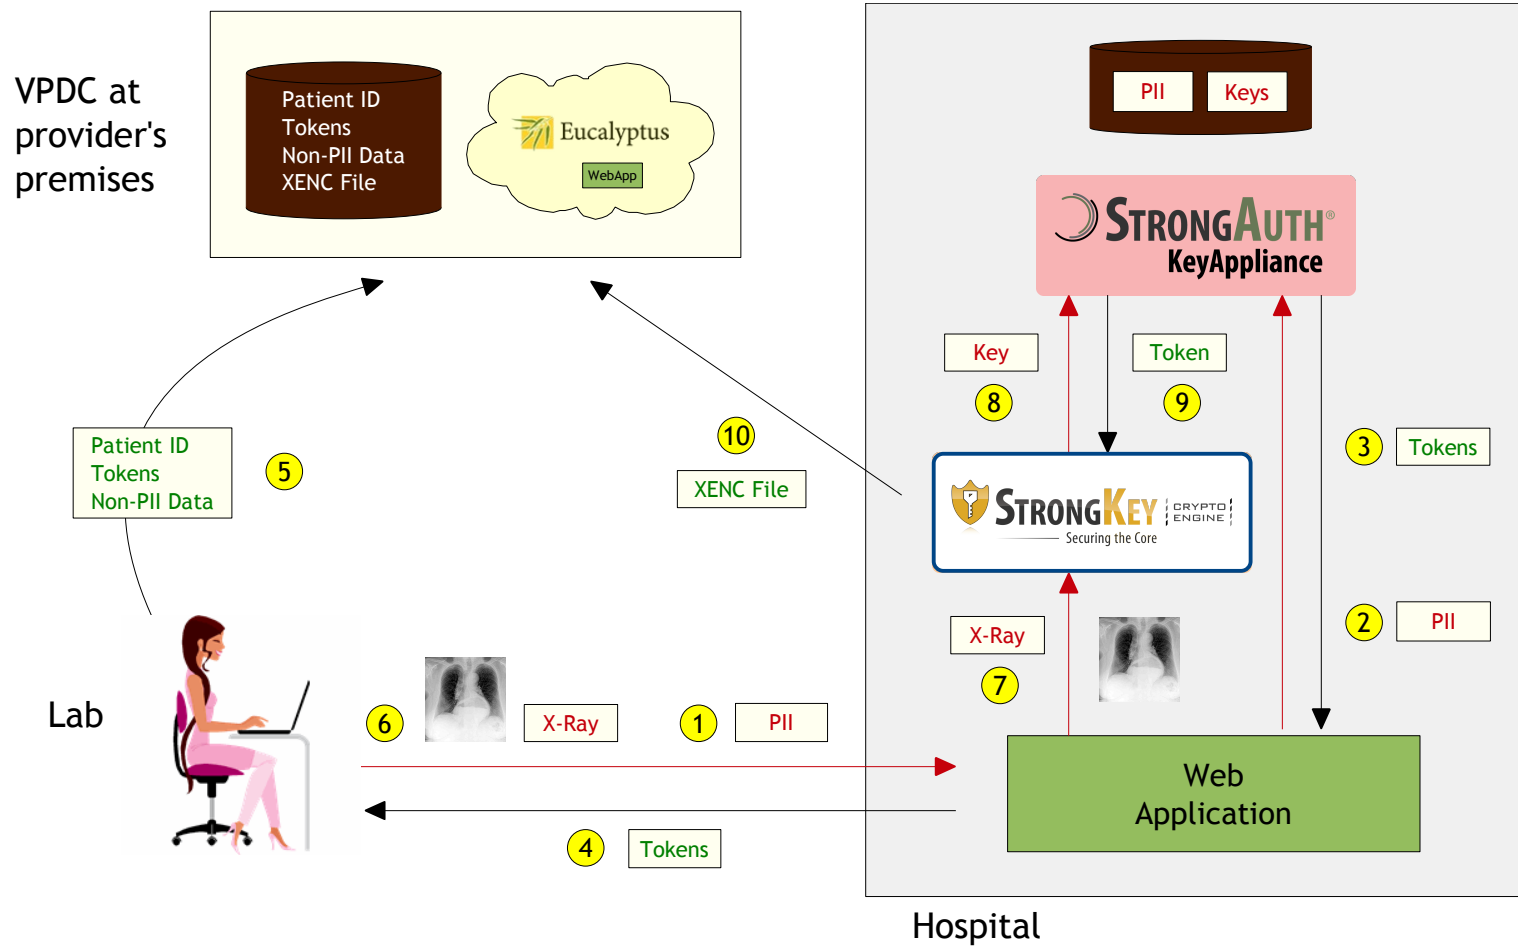 VPDC at
provider's
premises
Patient ID
Tokens
Non-PII Data
XENC File
Eucalyptus
WebApp
PII
Keys
STRONGAUTH®
KeyAppliance
Key
8
Token
9
3
Tokens
10
XENC File
Patient ID
Tokens
Non-PII Data
5
STRONGKEY
CRYPTO
ENGINE
Securing the Core
2
PII
X-Ray
7
Lab
6
X-Ray
1
PII
Web
Application
4
Tokens
Hospital